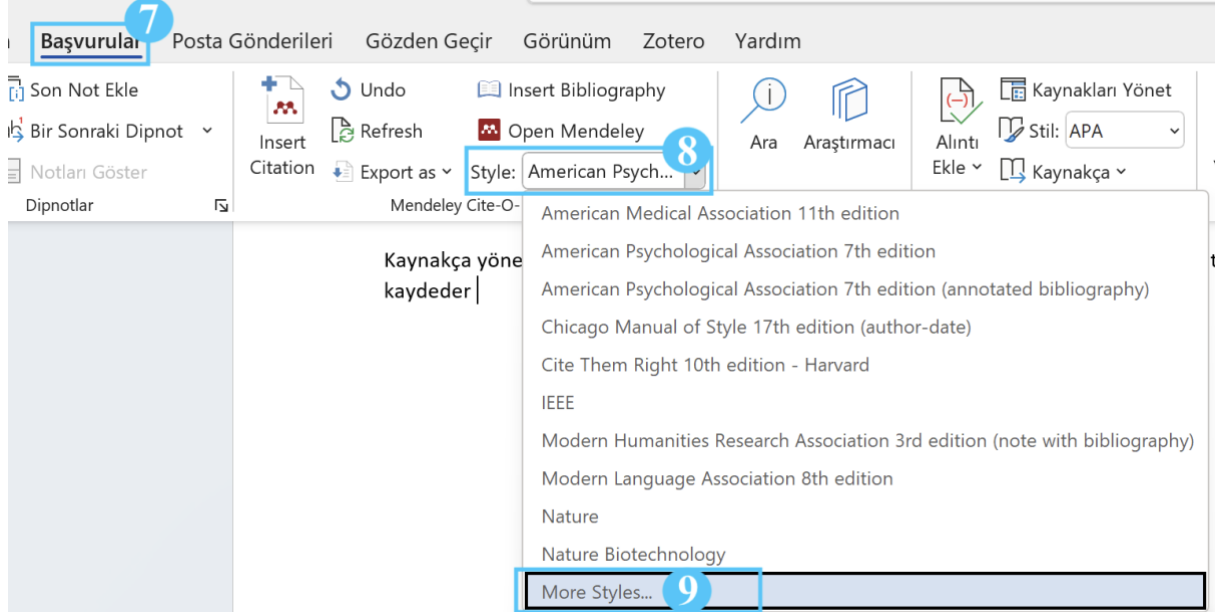 7
Başvurular Posta Gönderileri Gözden Geçir Görünüm Zotero Yardım
Son Not Ekle
Bir Sonraki Dipnot
Notları Göster
Dipnotlar
Insert
Citation
Undo
Refresh
Export as
Insert Bibliography
Open Mendeley
8
Style: American Psych...
Mendeley Cite-O-
Ara
Araştırmacı
Alıntı
Ekle
Kaynakları Yönet
Stil: APA
Kaynakça
Kaynakça yöne
kaydeder
American Medical Association 11th edition
American Psychological Association 7th edition
American Psychological Association 7th edition (annotated bibliography)
Chicago Manual of Style 17th edition (author-date)
Cite Them Right 10th edition - Harvard
IEEE
Modern Humanities Research Association 3rd edition (note with bibliography)
Modern Language Association 8th edition
Nature
Nature Biotechnology
More Styles... 9